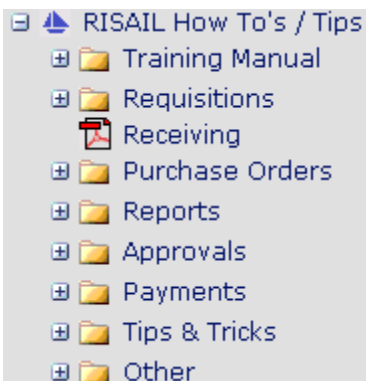 RISAIL How To's / Tips
Training Manual
Requisitions
Receiving
Purchase Orders
Reports
Approvals
Payments
Tips & Tricks
Other